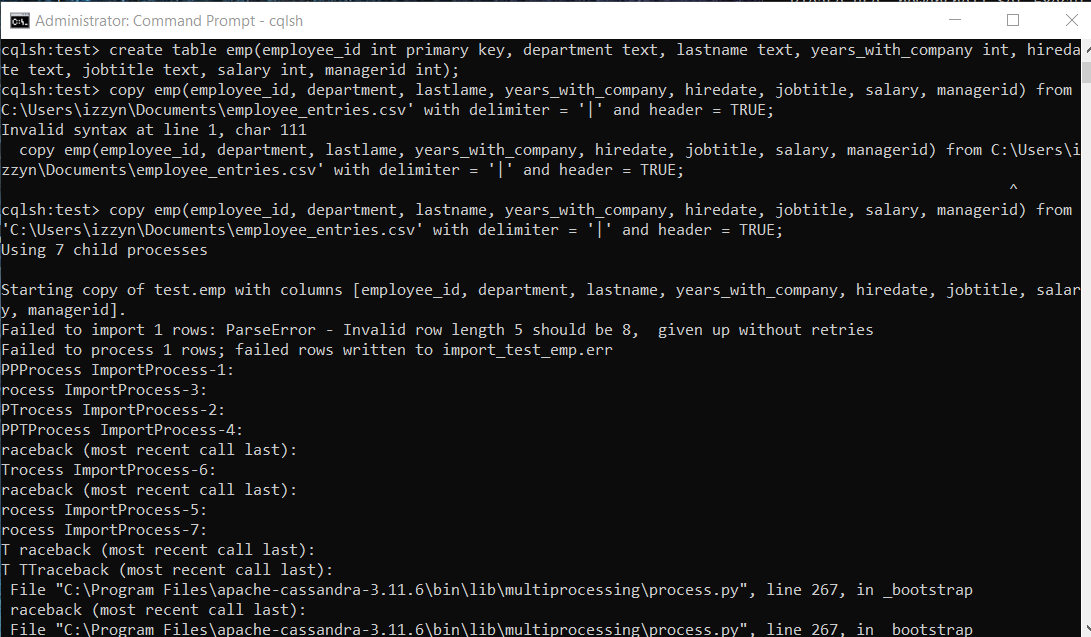 Administrator: Command Prompt - cqlsh
cqlsh:test> create table emp(employee_id int primary key, department text, lastname text, years_with_company int, hireda
te text, jobtitle text, salary int, managerid int);
cqlsh:test> copy emp(employee_id, department, lastlame, years_with_company, hiredate, jobtitle, salary, managerid) from
C:\Users\izzyn\Documents\employee_entries.csv' with delimiter = '|' and header = TRUE;
Invalid syntax at line 1, char 111
  copy emp(employee_id, department, lastlame, years_with_company, hiredate, jobtitle, salary, managerid) from C:\Users\i
zzyn\Documents\employee_entries.csv' with delimiter = '|' and header = TRUE;
^
cqlsh:test> copy emp(employee_id, department, lastname, years_with_company, hiredate, jobtitle, salary, managerid) from
'C:\Users\izzyn\Documents\employee_entries.csv' with delimiter = '|' and header = TRUE;
Using 7 child processes
Starting copy of test.emp with columns [employee_id, department, lastname, years_with_company, hiredate, jobtitle, salar
y, managerid].
Failed to import 1 rows: ParseError - Invalid row length 5 should be 8,  given up without retries
Failed to process 1 rows; failed rows written to import_test_emp.err
PPProcess ImportProcess-1:
rocess ImportProcess-3:
PTrocess ImportProcess-2:
PPTProcess ImportProcess-4:
raceback (most recent call last):
Trocess ImportProcess-6:
raceback (most recent call last):
rocess ImportProcess-5:
rocess ImportProcess-7:
T raceback (most recent call last):
T TTraceback (most recent call last):
 File "C:\Program Files\apache-cassandra-3.11.6\bin\lib\multiprocessing\process.py", line 267, in _bootstrap
 raceback (most recent call last):
 File "C:\Program Files\apache-cassandra-3.11.6\bin\lib\multiprocessing\process.py", line 267, in _bootstrap